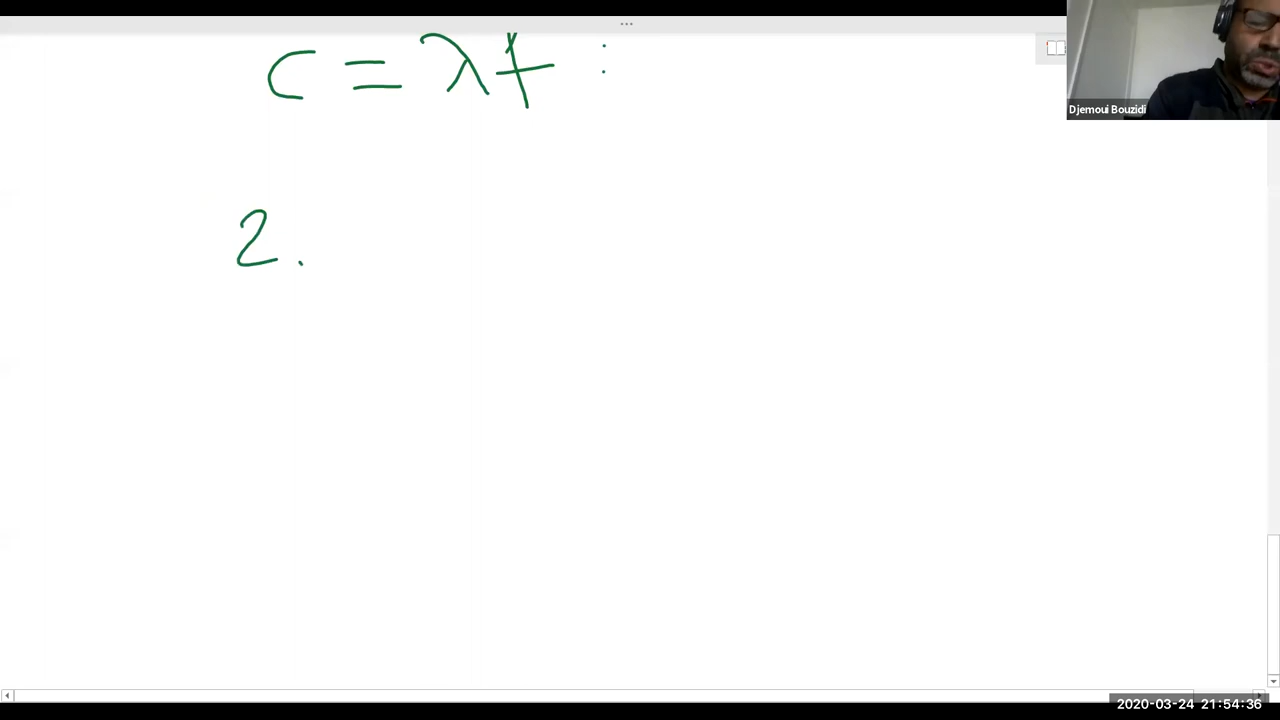 Djemoui Bouzidi
c = λf :
2.
2020-03-24 21:54:36